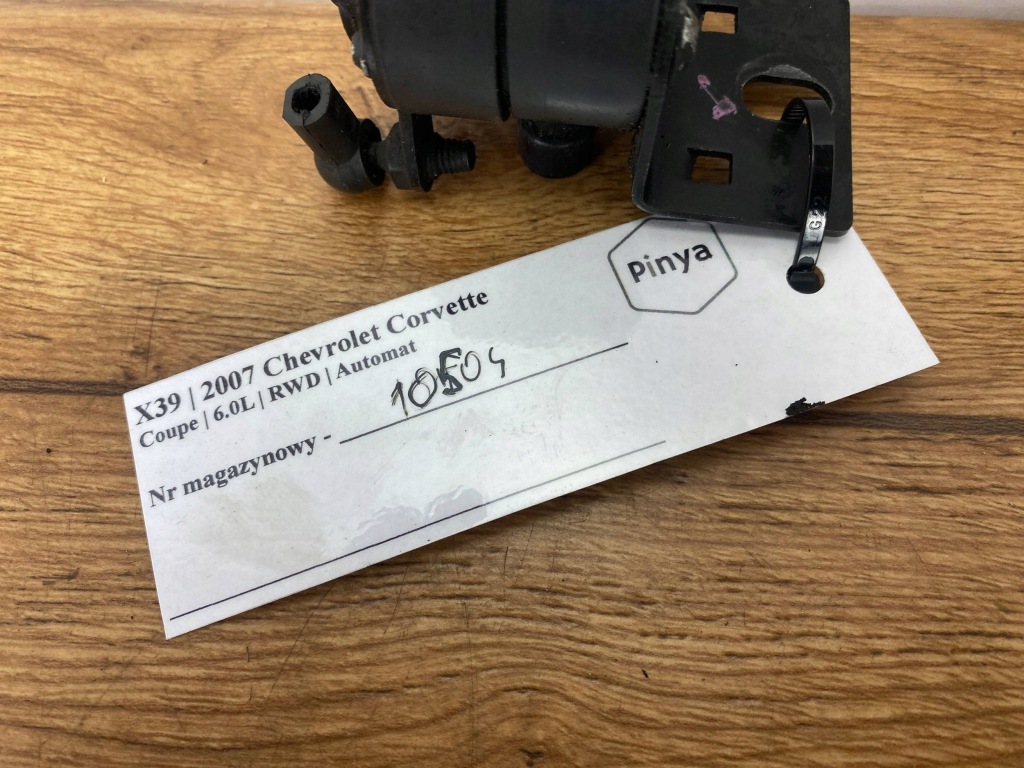 Pinya
X39 | 2007 Chevrolet Corvette
Coupe | 6.0L | RWD | Automat
Nr magazynowy - 10504